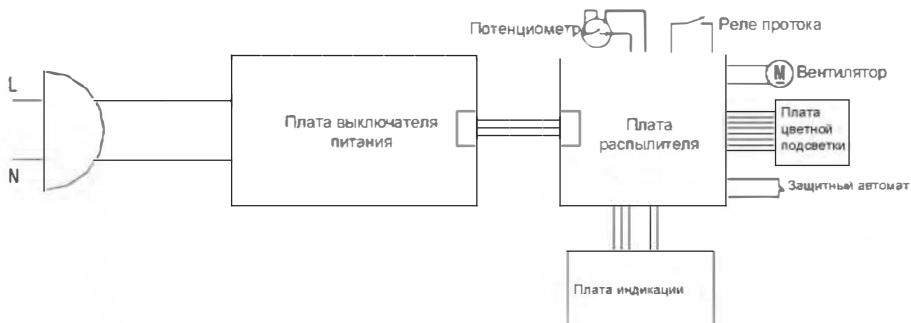 Потенциометр
Реле протока
L
Вентилятор
Плата выключателя
питания
Плата
распылителя
Плата
цветной
подсветки
N
Защитный автомат
Плата индикации
M